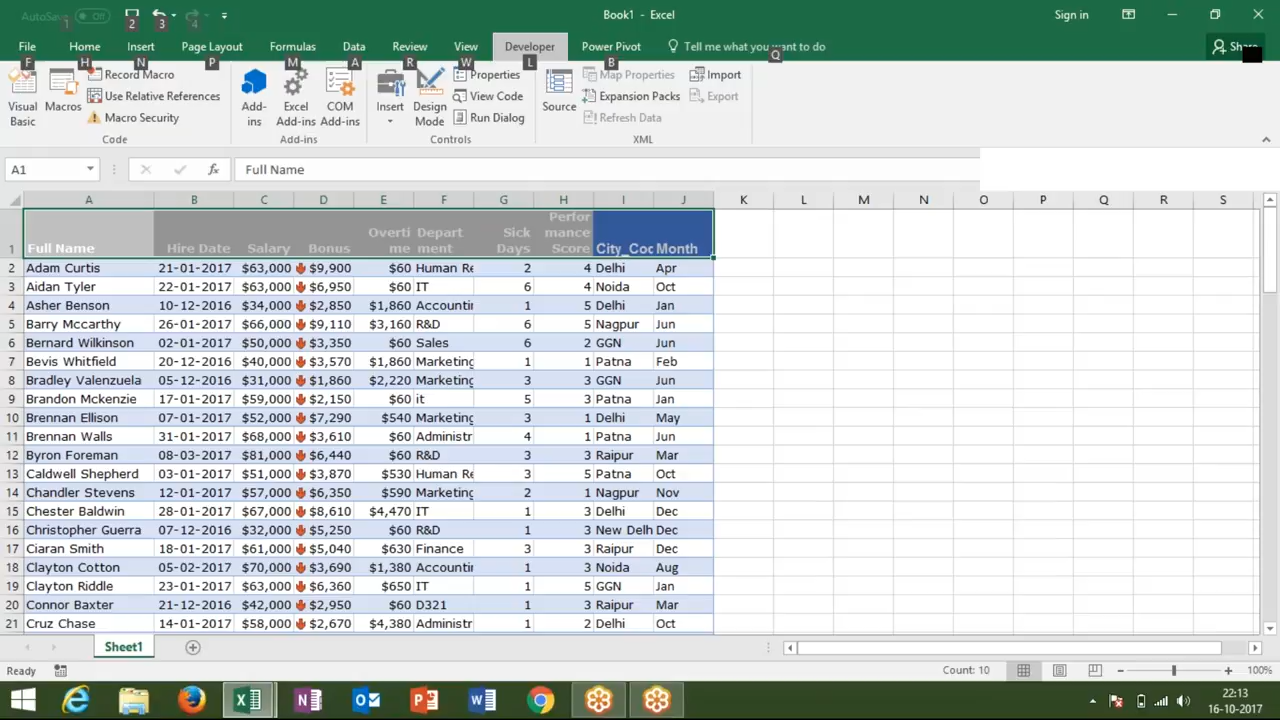 AutoSave Off
Book1 - Excel
Sign in
1 2 3 4
File Home Insert Page Layout Formulas Data Review View Developer Power Pivot Tell me what you want to do Share
F H N P M A R W L B Q
Visual Basic
Macros
Record Macro
Use Relative References
Macro Security
Code
Add-ins
Excel Add-ins
COM Add-ins
Add-ins
Insert
Design Mode
Properties
View Code
Run Dialog
Controls
Source
Map Properties
Expansion Packs
Refresh Data
Import
Export
XML
A1 fx Full Name
A B C D E F G H I J K L M N O P Q R S
1 Full Name Hire Date Salary Bonus Overti me Depart ment Sick Days Perfor mance Score City_Coc Month
2 Adam Curtis 21-01-2017 $63,000 $9,900 $60 Human Re 2 4 Delhi Apr
3 Aidan Tyler 22-01-2017 $63,000 $6,950 $60 IT 6 4 Noida Oct
4 Asher Benson 10-12-2016 $34,000 $2,850 $1,860 Accountin 1 5 Delhi Jan
5 Barry Mccarthy 26-01-2017 $66,000 $9,110 $3,160 R&D 6 5 Nagpur Jun
6 Bernard Wilkinson 02-01-2017 $50,000 $3,350 $60 Sales 6 2 GGN Jun
7 Bevis Whitfield 20-12-2016 $40,000 $3,570 $1,860 Marketing 1 1 Patna Feb
8 Bradley Valenzuela 05-12-2016 $31,000 $1,860 $2,220 Marketing 3 3 GGN Jun
9 Brandon Mckenzie 17-01-2017 $59,000 $2,150 $60 it 5 3 Patna Jan
10 Brennan Ellison 07-01-2017 $52,000 $7,290 $540 Marketing 3 1 Delhi May
11 Brennan Walls 31-01-2017 $68,000 $3,610 $60 Administr 4 1 Patna Jun
12 Byron Foreman 08-03-2017 $81,000 $6,440 $60 R&D 3 3 Raipur Mar
13 Caldwell Shepherd 03-01-2017 $51,000 $3,870 $530 Human Re 3 5 Patna Oct
14 Chandler Stevens 12-01-2017 $57,000 $6,350 $590 Marketing 2 1 Nagpur Nov
15 Chester Baldwin 28-01-2017 $67,000 $8,610 $4,470 IT 1 3 Delhi Dec
16 Christopher Guerra 07-12-2016 $32,000 $5,250 $60 R&D 1 3 New Delh Dec
17 Ciaran Smith 18-01-2017 $61,000 $5,040 $630 Finance 3 3 Raipur Dec
18 Clayton Cotton 05-02-2017 $70,000 $3,690 $1,380 Accountin 1 3 Noida Aug
19 Clayton Riddle 23-01-2017 $63,000 $6,360 $650 IT 1 5 GGN Jan
20 Connor Baxter 21-12-2016 $42,000 $2,950 $60 D321 1 3 Raipur Mar
21 Cruz Chase 14-01-2017 $58,000 $2,670 $4,380 Administr 1 2 Delhi Oct
Sheet1
Ready
Count: 10
100%
22:13
16-10-2017